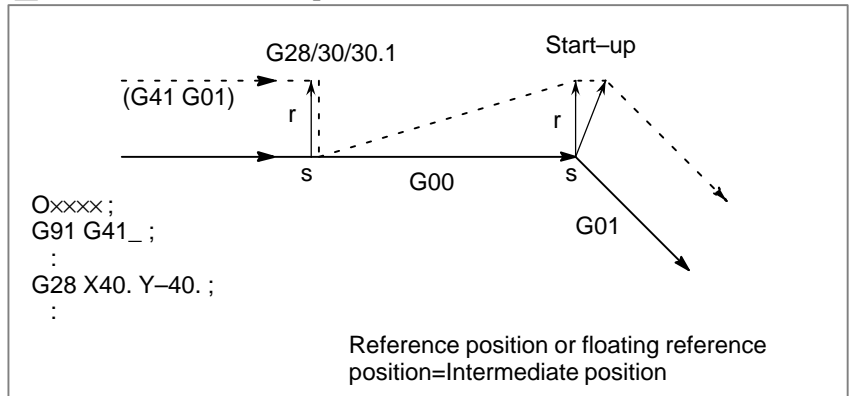 G28/30/30.1
Start–up
(G41 G01)
r
r
s
G00
s
G01
O×××× ;
G91 G41_ ;
:
G28 X40. Y–40. ;
:
Reference position or floating reference
position=Intermediate position